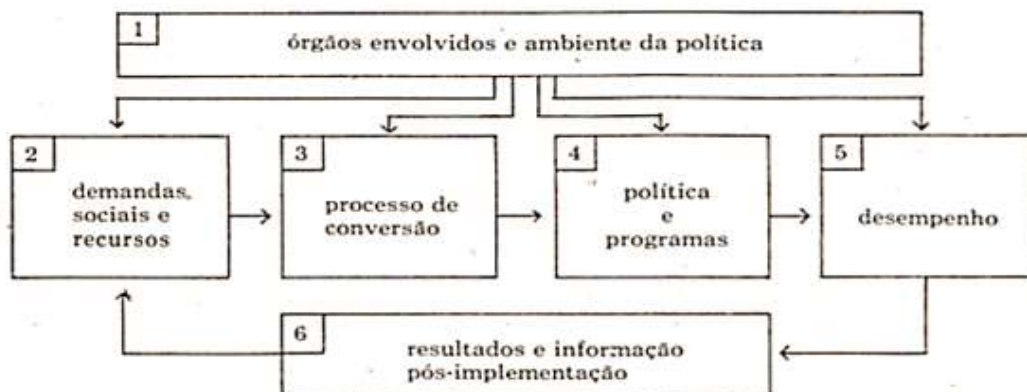 1
órgãos envolvidos e ambiente da política
2
demandas,
sociais e
recursos
3
processo de
conversão
4
política
e
programas
5
desempenho
6
resultados e informação
pós-implementação